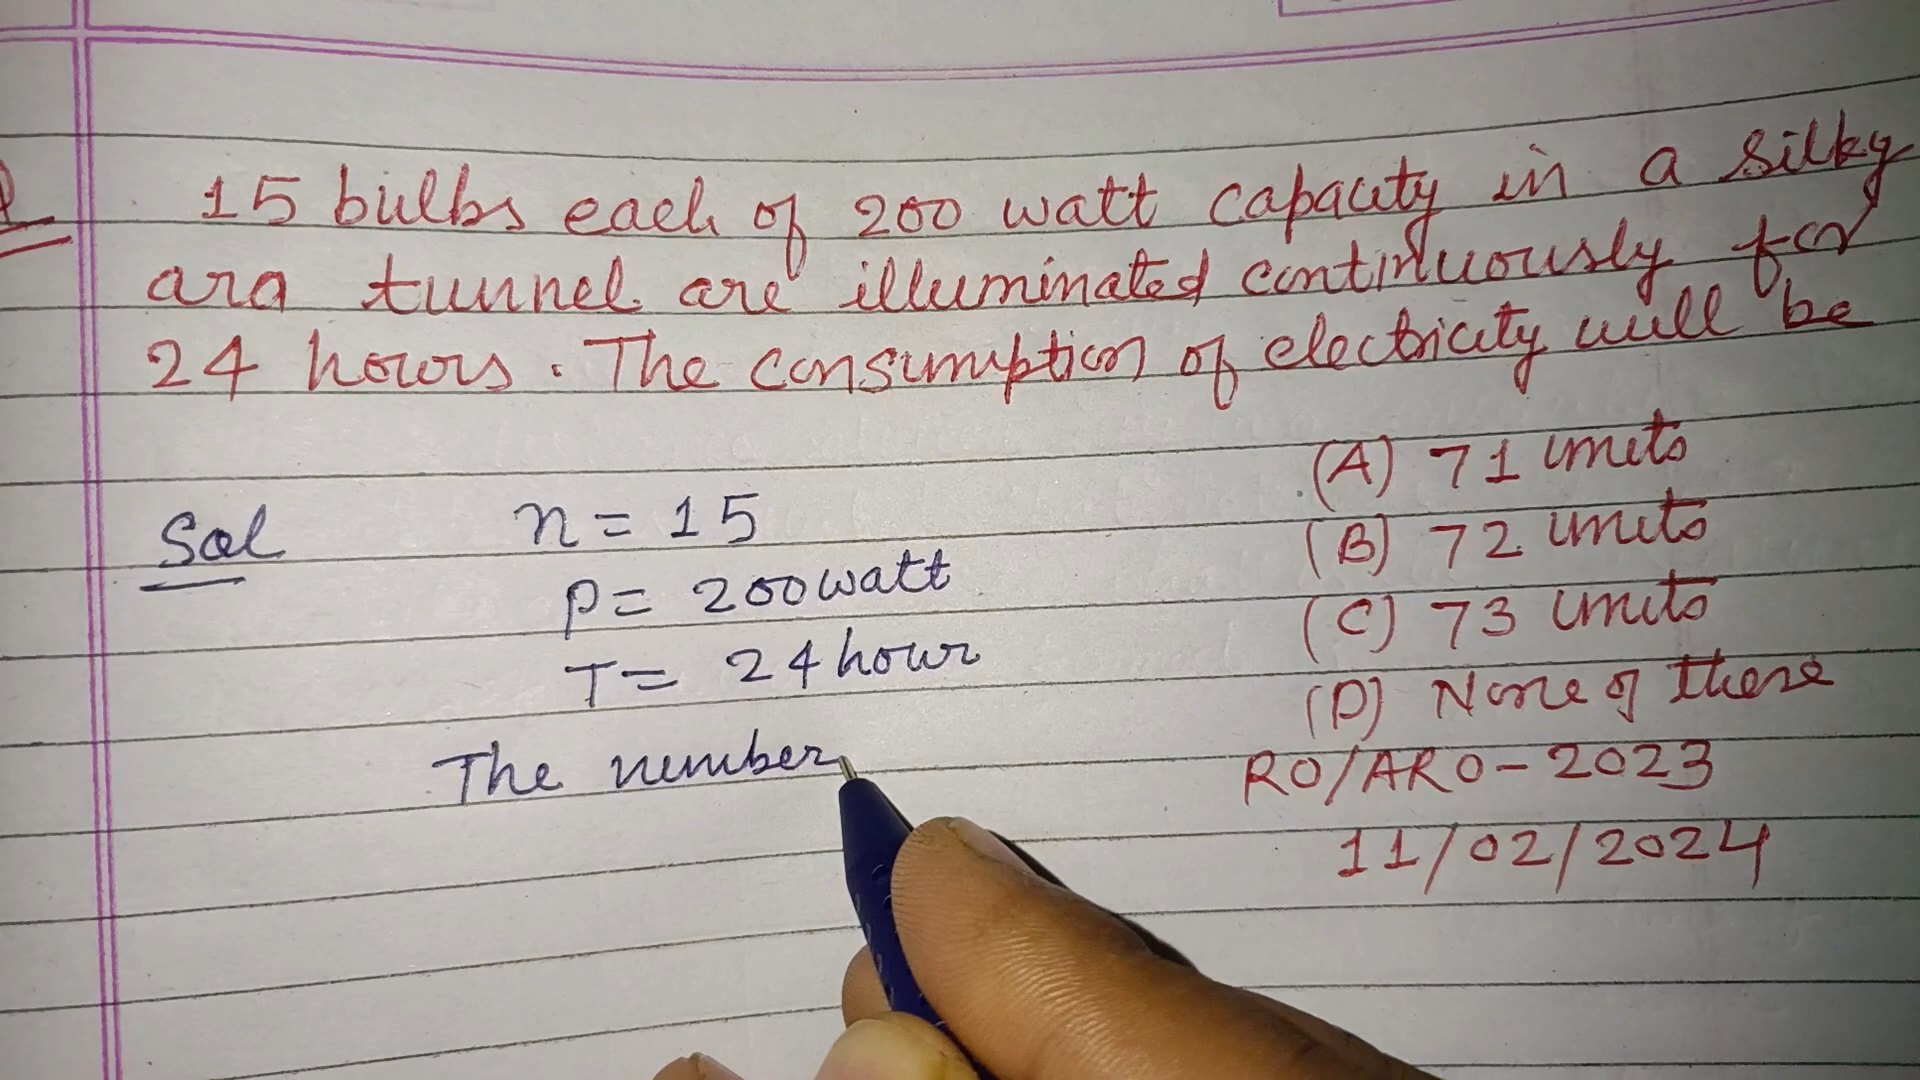 15 bulbs each of 200 watt capacity in a silky
ara tunnel are illuminated continuously for
24 hours. The consumption of electricity will be
(A) 71 units
Sol n = 15
(B) 72 units
P = 200 watt
(C) 73 units
T = 24 hour
(D) None of these
The number
RO/ARO-2023
11/02/2024